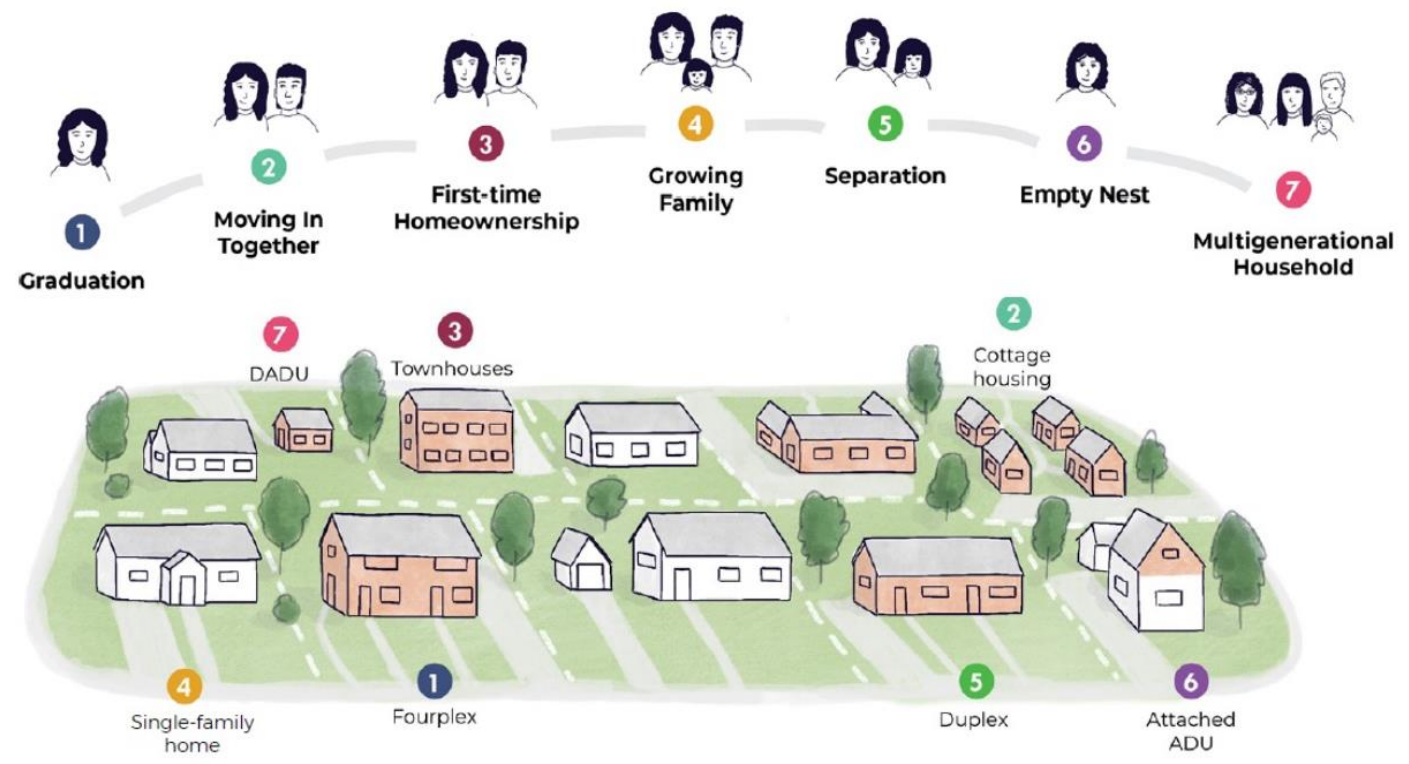 1
Graduation
2
Moving In
Together
3
First-time
Homeownership
4
Growing
Family
5
Separation
6
Empty Nest
7
Multigenerational
Household
7
DADU
3
Townhouses
2
Cottage
housing
4
Single-family
home
1
Fourplex
5
Duplex
6
Attached
ADU